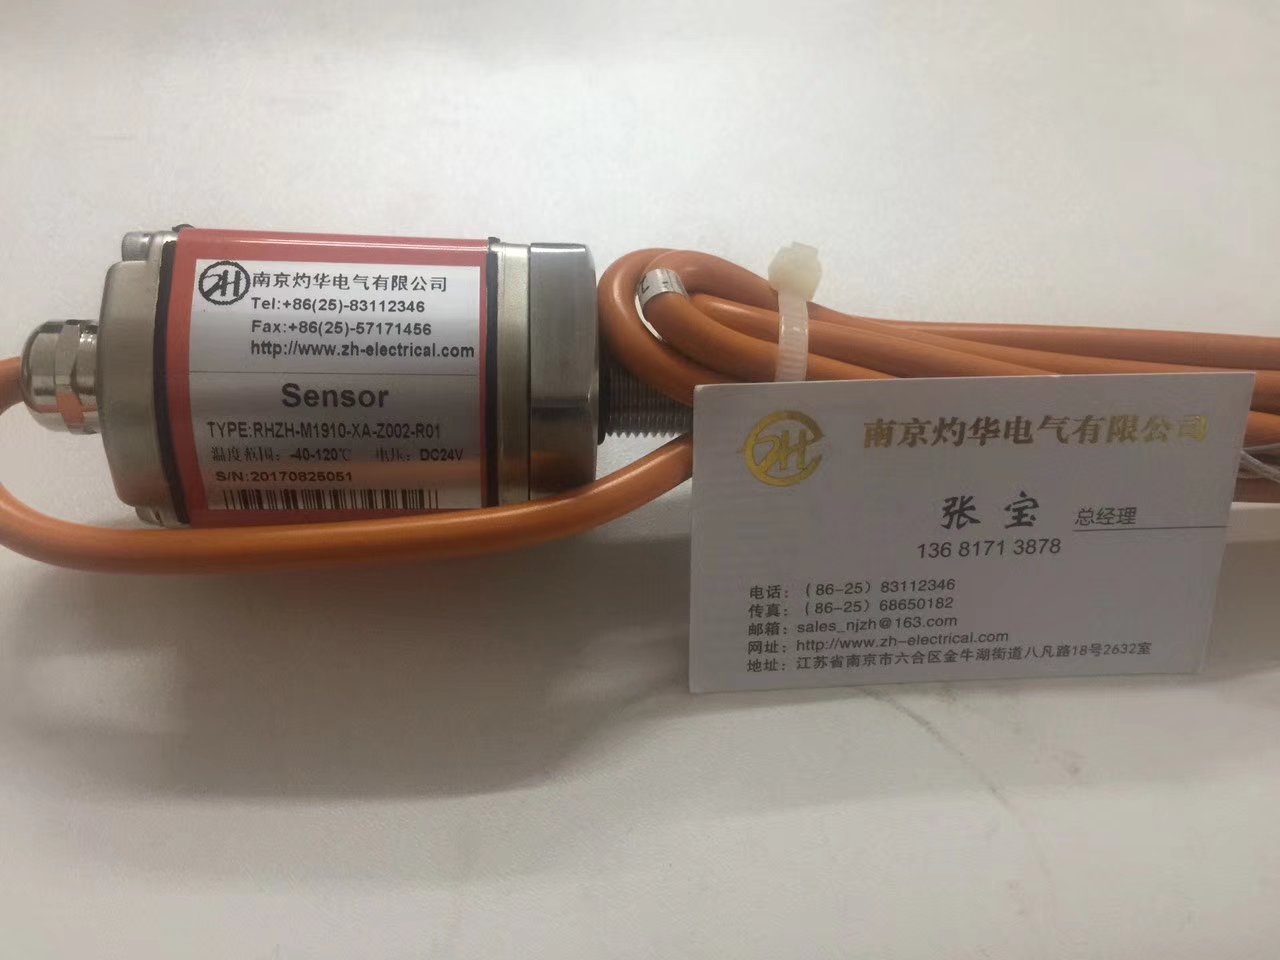 ZH 南京灼华电气有限公司
Tel:+86(25)-83112346
Fax:+86(25)-57171456
http://www.zh-electrical.com
Sensor
TYPE:RHZH-M1910-XA-Z002-R01
温度范围：-40-120℃ 电压：DC24V
S/N:20170825051
ZH 南京灼华电气有限公司
张宝 总经理
136 8171 3878
电话：（86-25）83112346
传真：（86-25）68650182
邮箱：sales_njzh@163.com
网址：http://www.zh-electrical.com
地址：江苏省南京市六合区金牛湖街道八凡路18号2632室